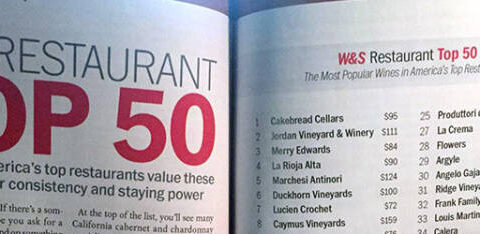 RESTAURANT
OP 50
erica's top restaurants value these
r consistency and staying power
If there's a som-
e you ask for a
At the top of the list, you'll see many
California cabernet and chardonnay
W&S Restaurant Top 50
The Most Popular Wines in America's Top Rest
1 Cakebread Cellars $95
2 Jordan Vineyard & Winery $111
3 Merry Edwards $84
4 La Rioja Alta $90
5 Marchesi Antinori $124
6 Duckhorn Vineyards $100
7 Lucien Crochet $72
8 Caymus Vineyards $159
25 Produttori d
27 La Crema
28 Flowers
29 Argyle
30 Angelo Gaja
31 Ridge Vineya
32 Frank Family
33 Louis Martin
34 Calera